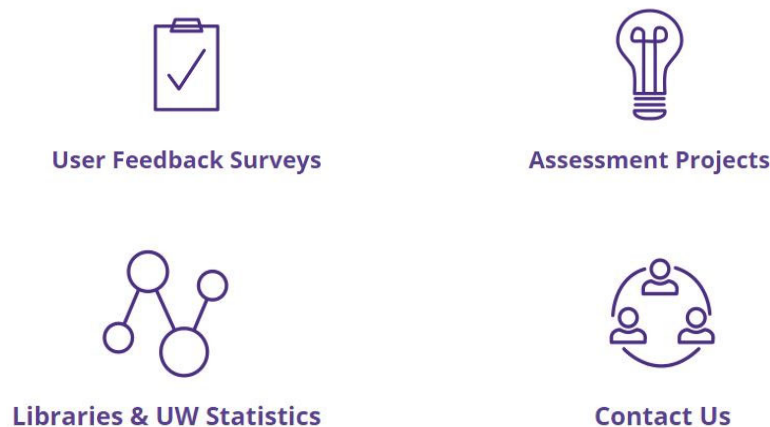 User Feedback Surveys
Assessment Projects
Libraries & UW Statistics
Contact Us